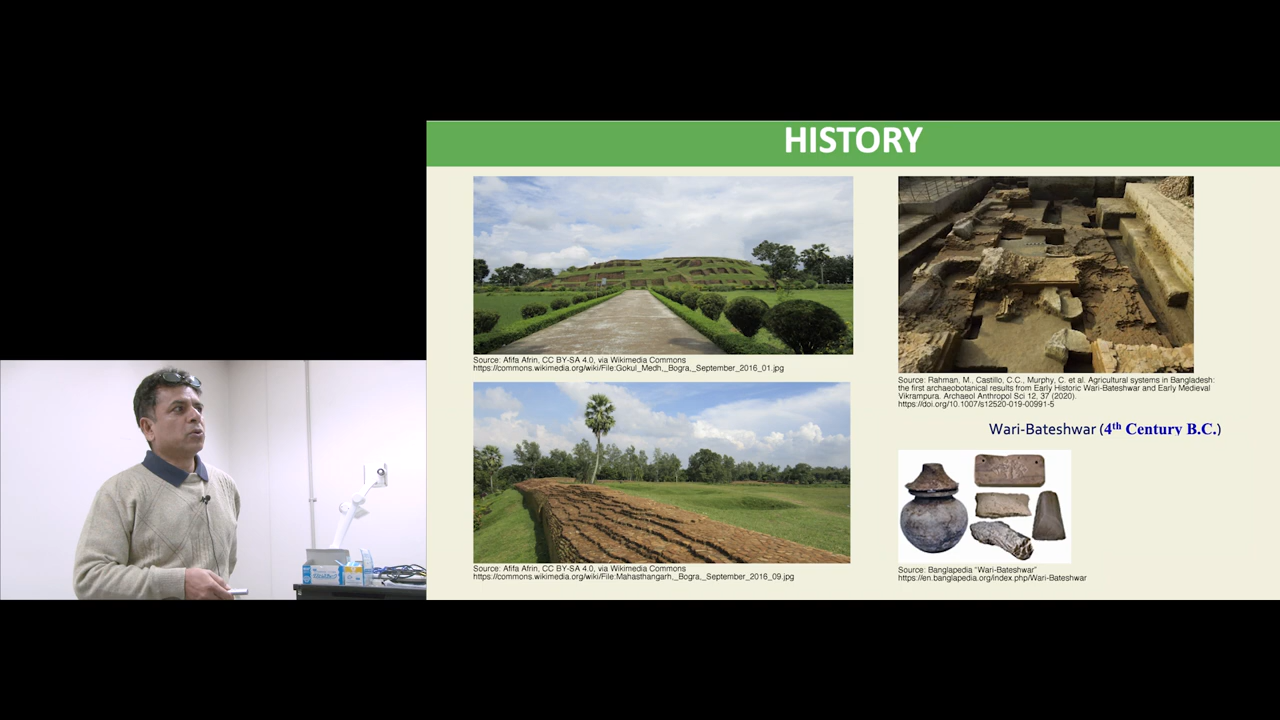 HISTORY
Source: Afifa Afrin, CC BY-SA 4.0, via Wikimedia Commons
https://commons.wikimedia.org/wiki/File:Gokul_Medh,_Bogra,_September_2016_01.jpg
Source: Afifa Afrin, CC BY-SA 4.0, via Wikimedia Commons
https://commons.wikimedia.org/wiki/File:Mahasthangarh,_Bogra,_September_2016_09.jpg
Source: Rahman, M., Castillo, C.C., Murphy, C. et al. Agricultural systems in Bangladesh:
the first archaeobotanical results from Early Historic Wari-Bateshwar and Early Medieval
Vikrampura. Archaeol Anthropol Sci 12, 37 (2020).
https://doi.org/10.1007/s12520-019-00991-5
Wari-Bateshwar (4th Century B.C.)
Source: Banglapedia "Wari-Bateshwar"
https://en.banglapedia.org/index.php/Wari-Bateshwar